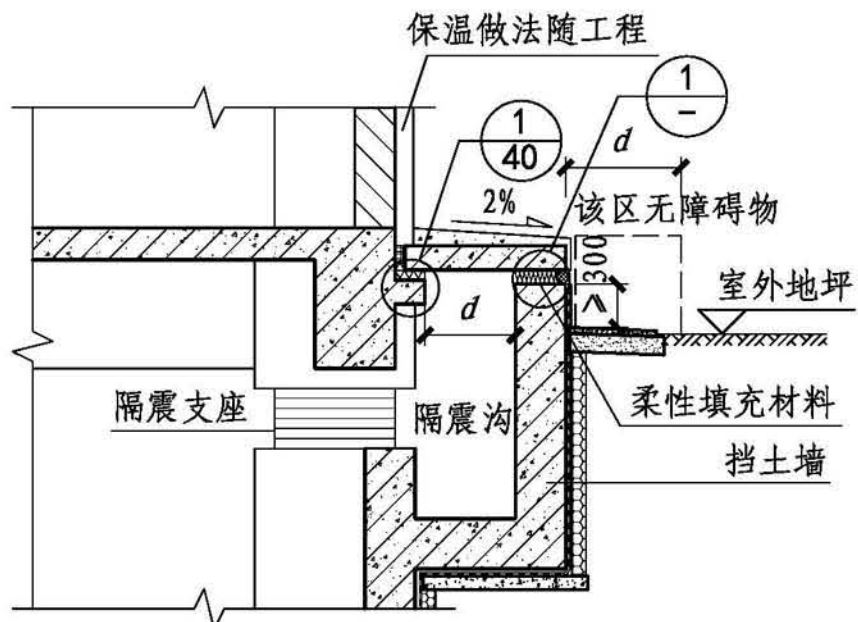 保温做法随工程
1
40
1
–
d
2%
该区无障碍物
≥300
室外地坪
d
隔震支座
隔震沟
柔性填充材料
挡土墙